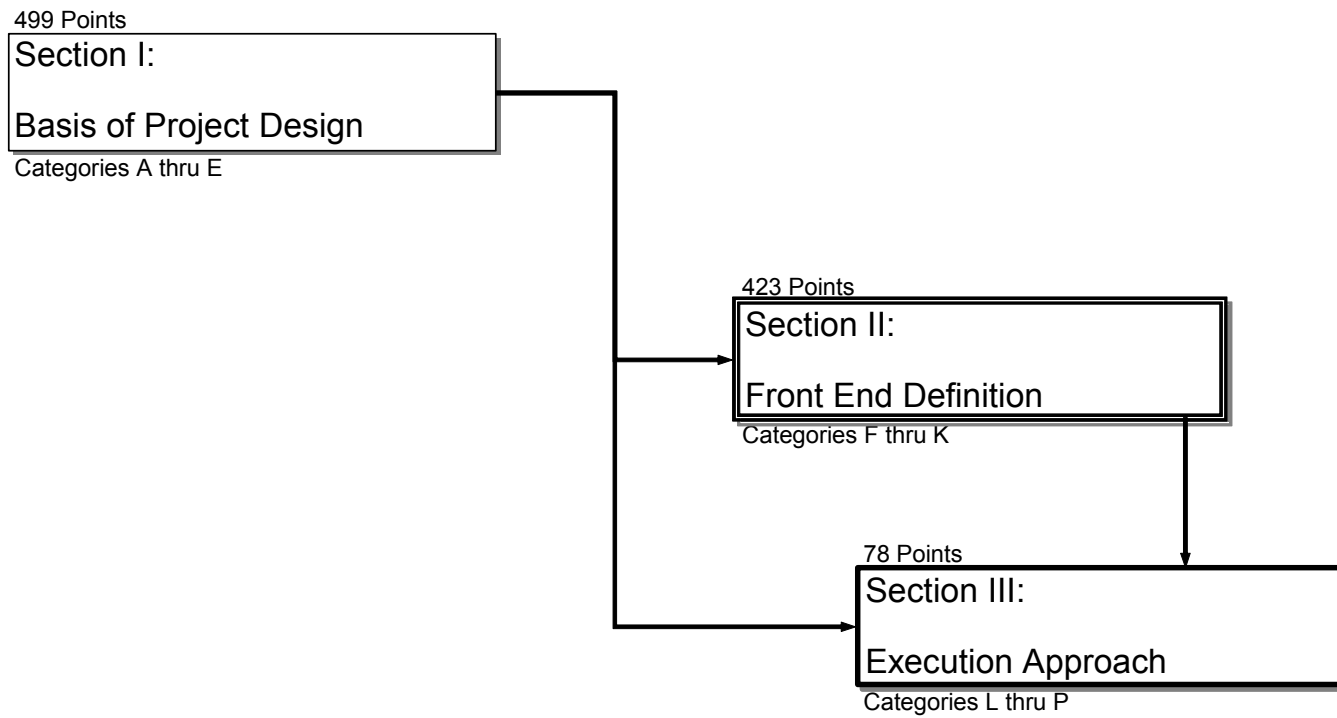 499 Points
Section I:
Basis of Project Design
Categories A thru E
423 Points
Section II:
Front End Definition
Categories F thru K
78 Points
Section III:
Execution Approach
Categories L thru P